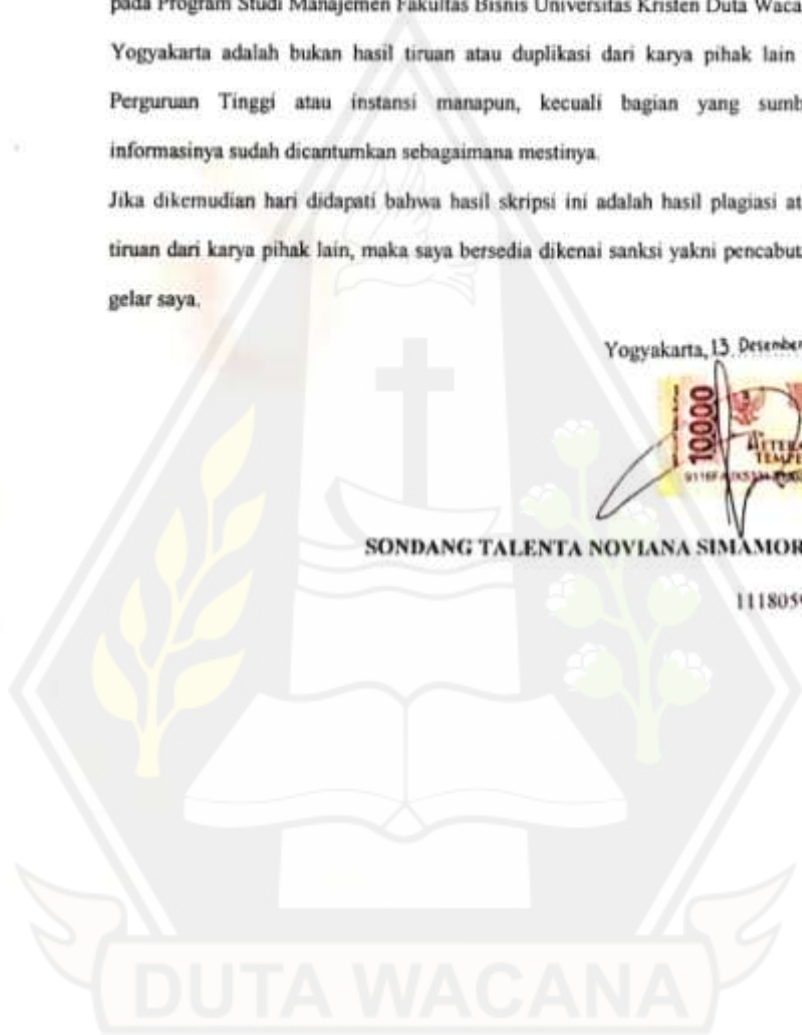 pada Program Studi Manajemen Fakultas Bisnis Universitas Kristen Duta Waca
Yogyakarta adalah bukan hasil tiruan atau duplikasi dari karya pihak lain
Perguruan Tinggi atau instansi manapun, kecuali bagian yang sumb
informasinya sudah dicantumkan sebagaimana mestinya.
Jika dikemudian hari didapati bahwa hasil skripsi ini adalah hasil plagiasi at
tiruan dari karya pihak lain, maka saya bersedia dikenai sanksi yakni pencabut
gelar saya.
Yogyakarta, 13 Desember
10000
TEMPE
SONDANG TALENTA NOVIANA SIMAMOR
1118059
DUTA WACANA